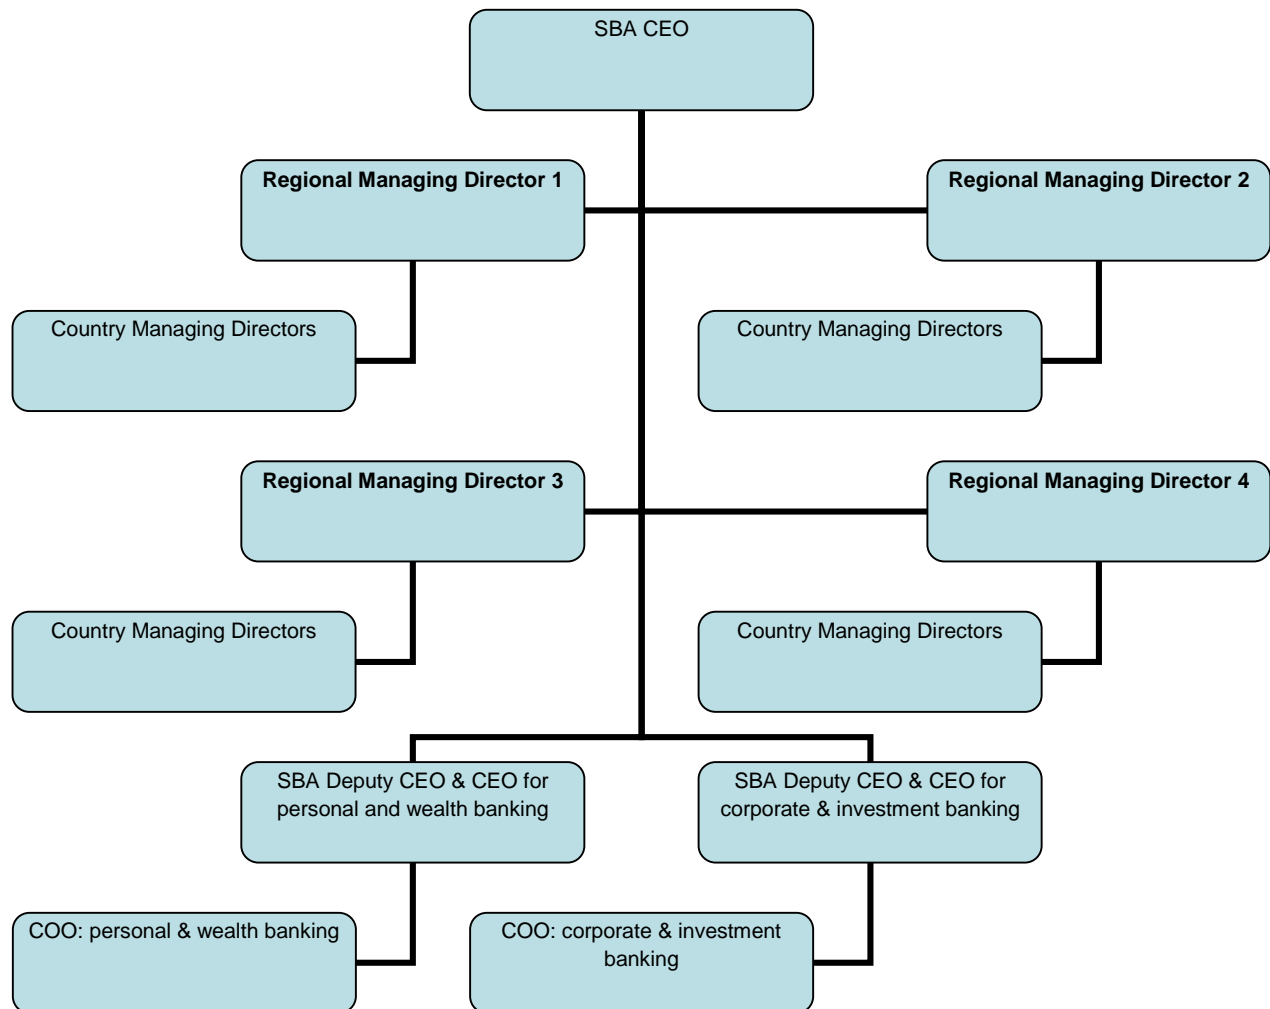 SBA CEO
Regional Managing Director 1
Regional Managing Director 2
Country Managing Directors
Country Managing Directors
Regional Managing Director 3
Regional Managing Director 4
Country Managing Directors
Country Managing Directors
SBA Deputy CEO & CEO for
personal and wealth banking
SBA Deputy CEO & CEO for
corporate & investment banking
COO: personal & wealth banking
COO: corporate & investment
banking